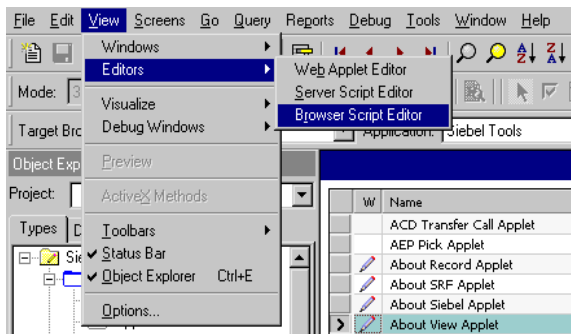 File Edit View Screens Go Query Reports Debug Tools Window Help
Windows
Editors
Web Applet Editor
Server Script Editor
Browser Script Editor
Mode: 3
Visualize
Debug Windows
Target Bro
Application: Siebel Tools
Preview
Object Exp
ActiveX Methods
Project:
W Name
Types D
Toolbars
ACD Transfer Call Applet
Status Bar
AEP Pick Applet
Sie
Object Explorer Ctrl+E
About Record Applet
About SRF Applet
Options...
About Siebel Applet
About View Applet